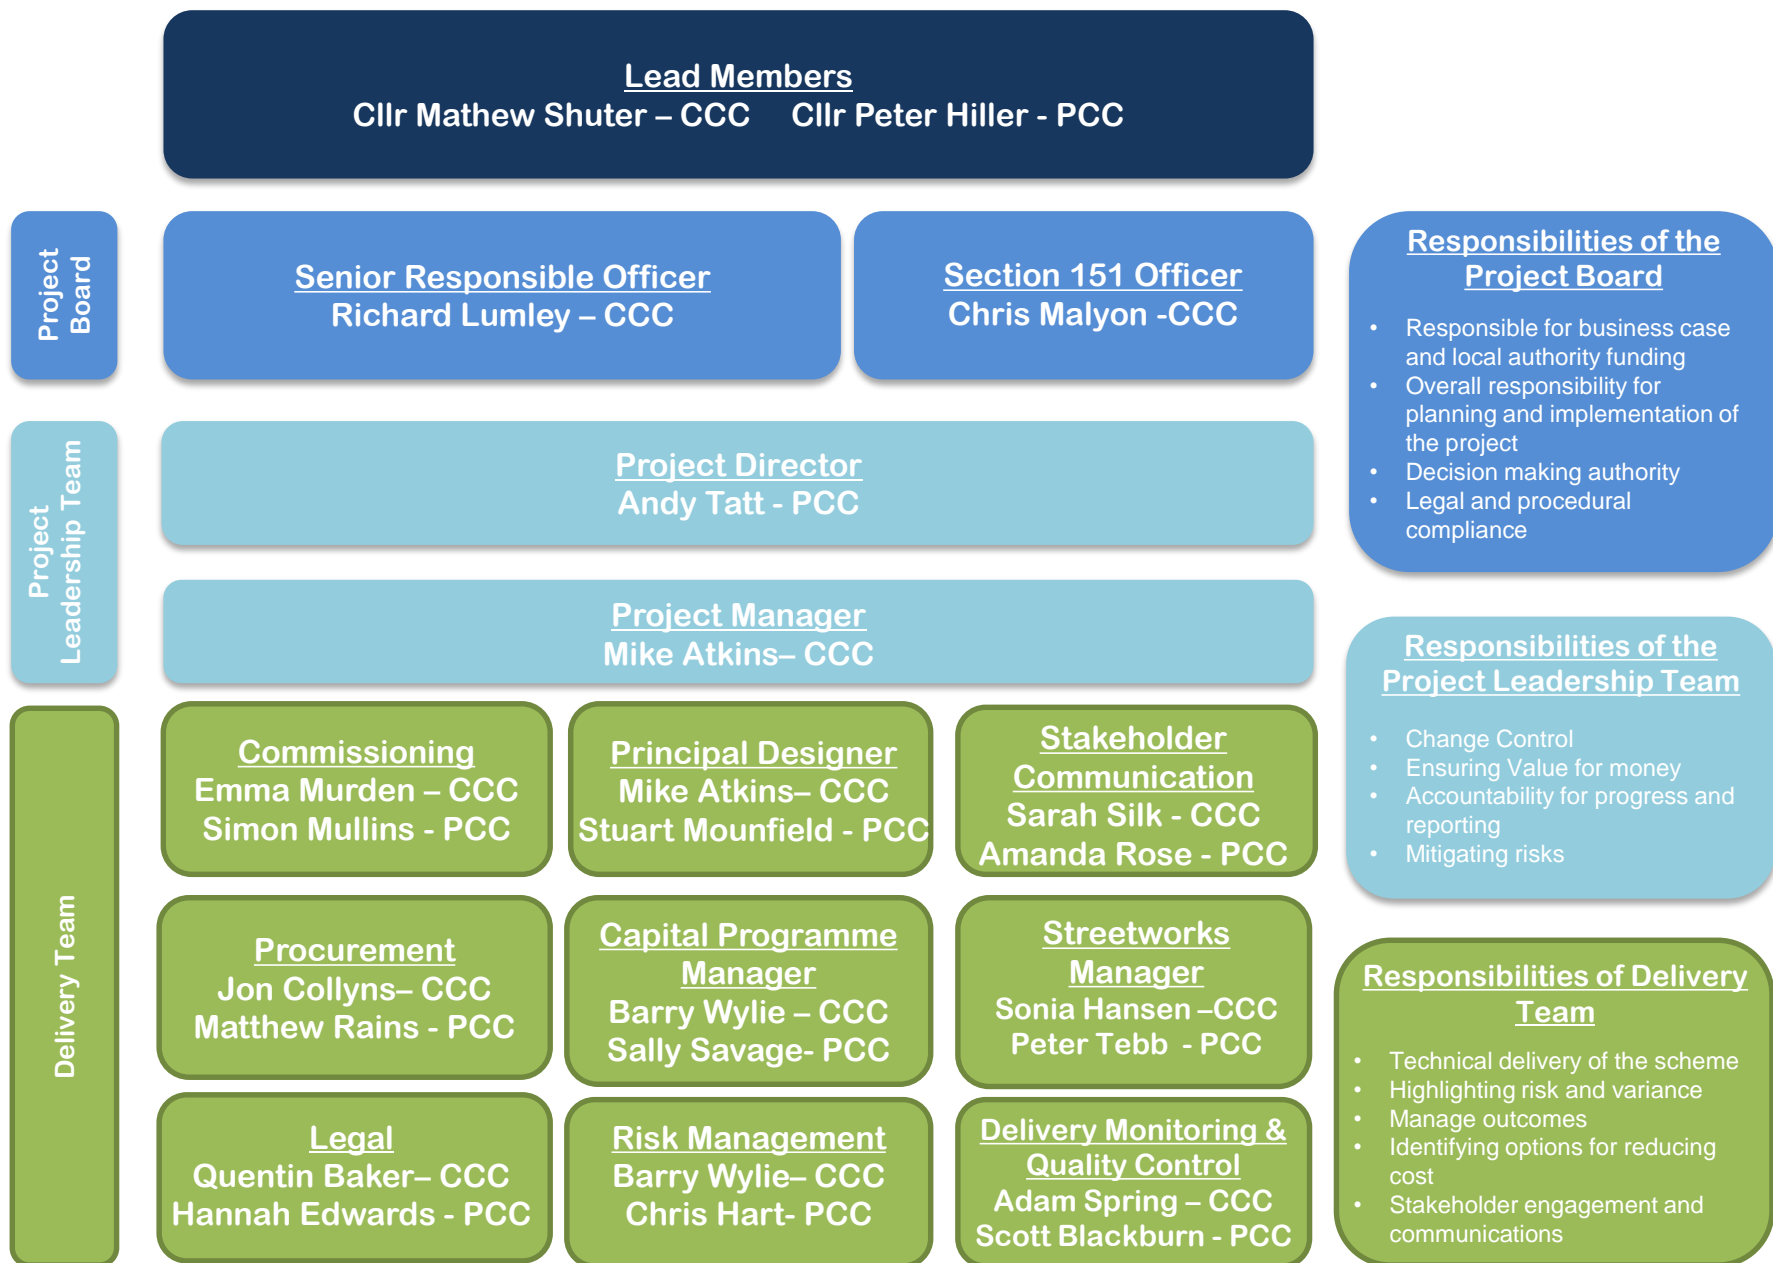 Lead Members
Cllr Mathew Shuter – CCC Cllr Peter Hiller - PCC
Project
Board
Senior Responsible Officer
Richard Lumley – CCC
Section 151 Officer
Chris Malyon -CCC
Responsibilities of the
Project Board
• Responsible for business case
and local authority funding
• Overall responsibility for
planning and implementation of
the project
• Decision making authority
• Legal and procedural
compliance
Project
Leadership Team
Project Director
Andy Tatt - PCC
Project Manager
Mike Atkins– CCC
Responsibilities of the
Project Leadership Team
• Change Control
• Ensuring Value for money
• Accountability for progress and
reporting
• Mitigating risks
Delivery Team
Commissioning
Emma Murden – CCC
Simon Mullins - PCC
Principal Designer
Mike Atkins– CCC
Stuart Mounfield - PCC
Stakeholder
Communication
Sarah Silk - CCC
Amanda Rose - PCC
Procurement
Jon Collyns– CCC
Matthew Rains - PCC
Capital Programme
Manager
Barry Wylie – CCC
Sally Savage- PCC
Streetworks
Manager
Sonia Hansen –CCC
Peter Tebb - PCC
Legal
Quentin Baker– CCC
Hannah Edwards - PCC
Risk Management
Barry Wylie– CCC
Chris Hart- PCC
Delivery Monitoring &
Quality Control
Adam Spring – CCC
Scott Blackburn - PCC
Responsibilities of Delivery
Team
• Technical delivery of the scheme
• Highlighting risk and variance
• Manage outcomes
• Identifying options for reducing
cost
• Stakeholder engagement and
communications